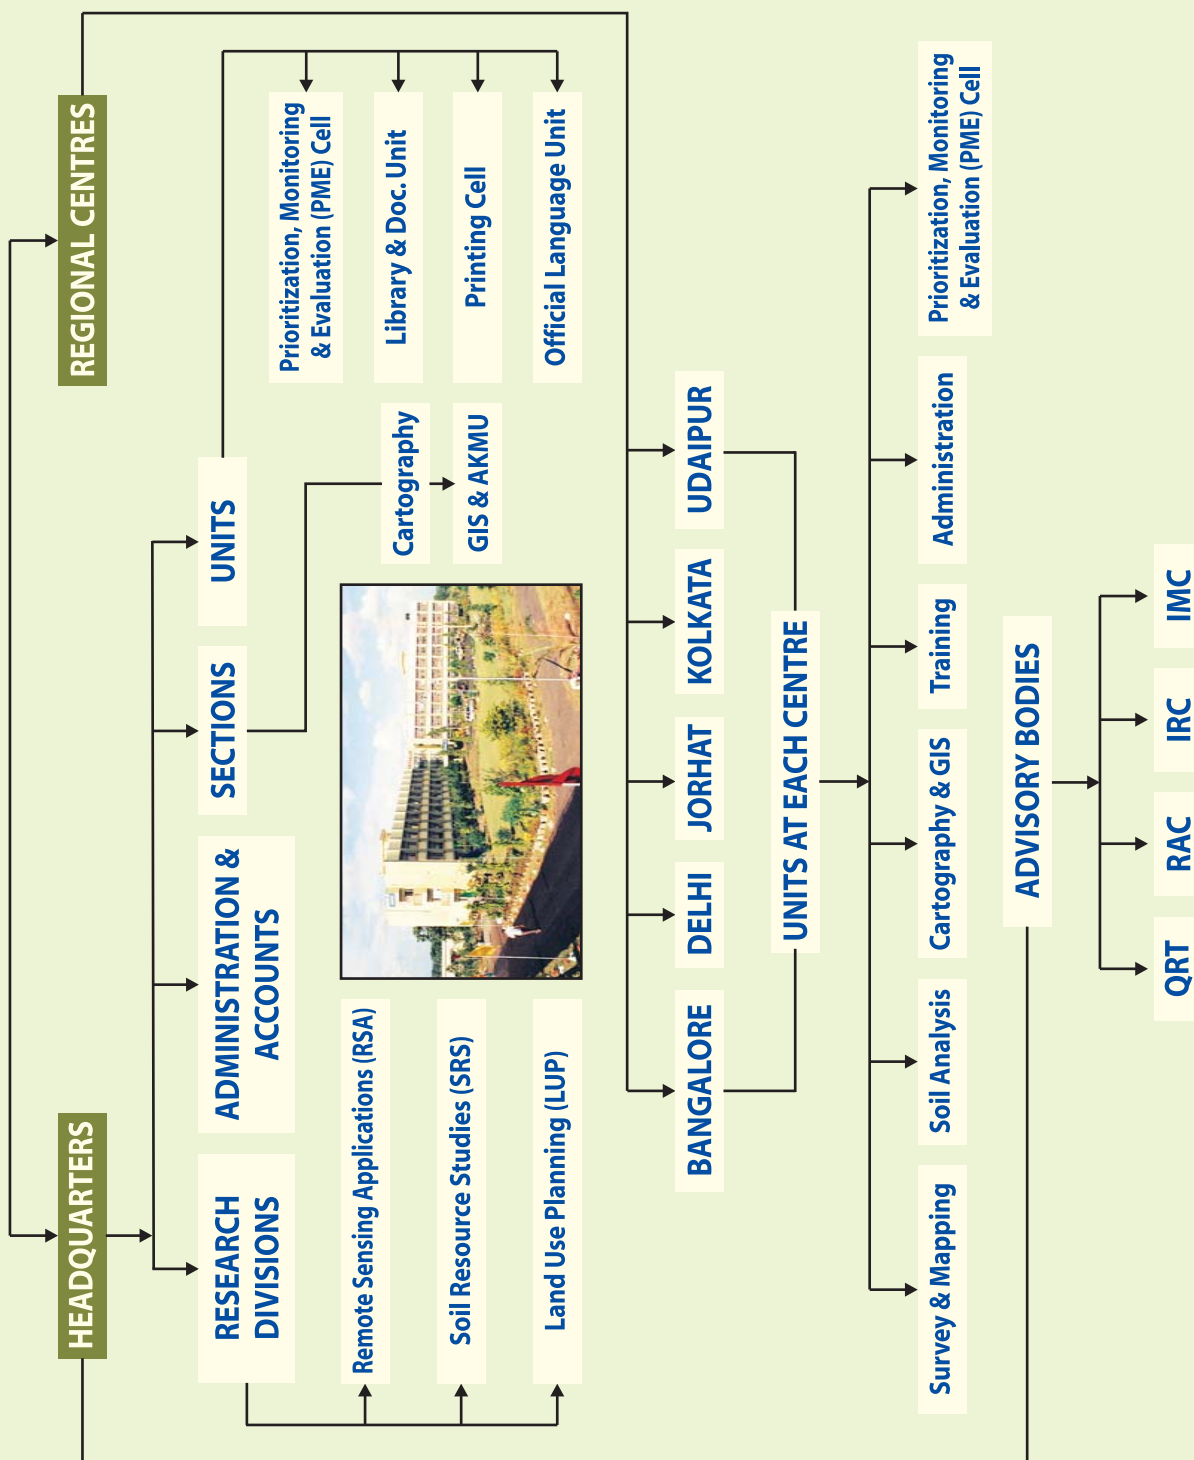 HEADQUARTERS
REGIONAL CENTRES
RESEARCH
DIVISIONS
ADMINISTRATION &
ACCOUNTS
SECTIONS
UNITS
Remote Sensing Applications (RSA)
Soil Resource Studies (SRS)
Land Use Planning (LUP)
Cartography
GIS & AKMU
Prioritization, Monitoring
& Evaluation (PME) Cell
Library & Doc. Unit
Printing Cell
Official Language Unit
BANGALORE
DELHI
JORHAT
KOLKATA
UDAIPUR
UNITS AT EACH CENTRE
Survey & Mapping
Soil Analysis
Cartography & GIS
Training
Administration
Prioritization, Monitoring
& Evaluation (PME) Cell
ADVISORY BODIES
QRT
RAC
IRC
IMC